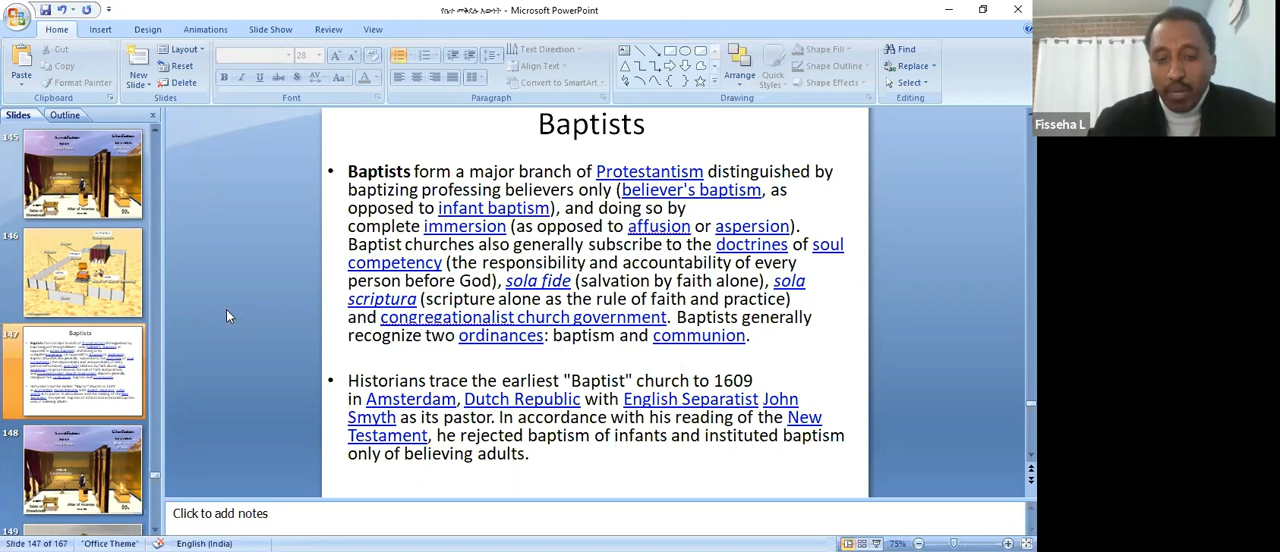 የሰተ መቅደሱ አወጥነት - Microsoft PowerPoint
Home Insert Design Animations Slide Show Review View
Paste
Cut
Copy
Format Painter
Clipboard
New
Slide
Layout
Reset
Delete
Slides
28
Font
Paragraph
Text Direction
Align Text
Convert to SmartArt
Arrange
Quick
Styles
Shape Fill
Shape Outline
Shape Effects
Drawing
Find
Replace
Select
Editing
Slides Outline
145
146
147
Baptists
148
149
Baptists
• Baptists form a major branch of Protestantism distinguished by
baptizing professing believers only (believer's baptism, as
opposed to infant baptism), and doing so by
complete immersion (as opposed to affusion or aspersion).
Baptist churches also generally subscribe to the doctrines of soul
competency (the responsibility and accountability of every
person before God), sola fide (salvation by faith alone), sola
scriptura (scripture alone as the rule of faith and practice)
and congregationalist church government. Baptists generally
recognize two ordinances: baptism and communion.
• Historians trace the earliest "Baptist" church to 1609
in Amsterdam, Dutch Republic with English Separatist John
Smyth as its pastor. In accordance with his reading of the New
Testament, he rejected baptism of infants and instituted baptism
only of believing adults.
Click to add notes
Slide 147 of 167 "Office Theme" English (India) 75%
Fisseha L